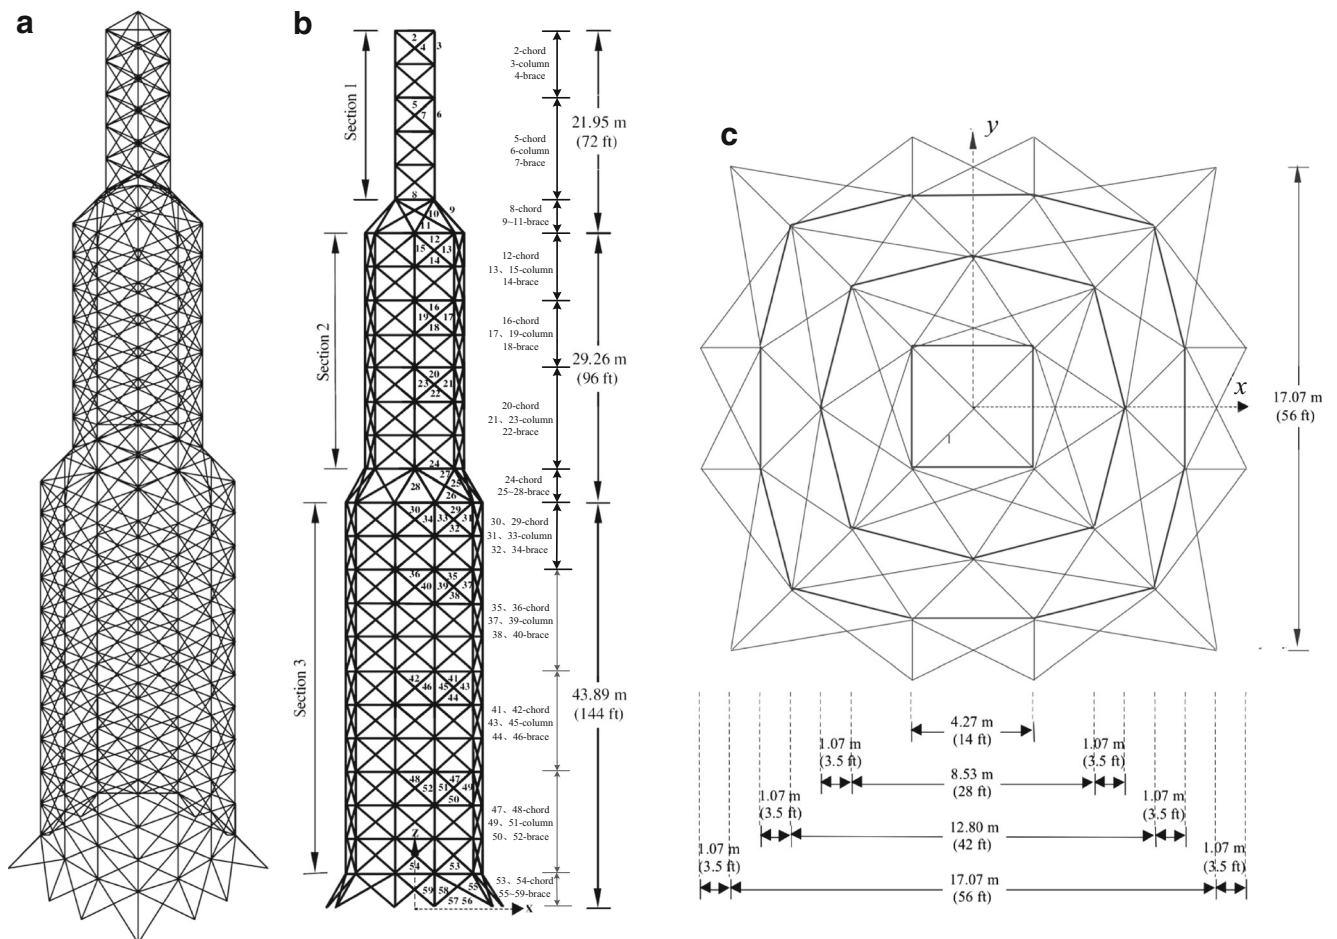 a
b
c
Section 1
Section 2
Section 3
2
4
3
5
7
6
8
9
10
11
12
15
13
14
16
19
17
18
20
23
21
22
24
27
25
28
26
30
29
34
33
31
32
36
35
40
39
37
38
42
41
46
45
43
44
48
47
52
51
49
50
z
54
53
59
58
55
57
56
x
2-chord
3-column
4-brace
5-chord
6-column
7-brace
8-chord
9~11-brace
12-chord
13、15-column
14-brace
16-chord
17、19-column
18-brace
20-chord
21、23-column
22-brace
24-chord
25~28-brace
30、29-chord
31、33-column
32、34-brace
35、36-chord
37、39-column
38、40-brace
41、42-chord
43、45-column
44、46-brace
47、48-chord
49、51-column
50、52-brace
53、54-chord
55~59-brace
21.95 m
(72 ft)
29.26 m
(96 ft)
43.89 m
(144 ft)
y
x
1
17.07 m
(56 ft)
4.27 m
(14 ft)
1.07 m
(3.5 ft)
1.07 m
(3.5 ft)
8.53 m
(28 ft)
1.07 m
(3.5 ft)
1.07 m
(3.5 ft)
12.80 m
(42 ft)
1.07 m
(3.5 ft)
1.07 m
(3.5 ft)
17.07 m
(56 ft)